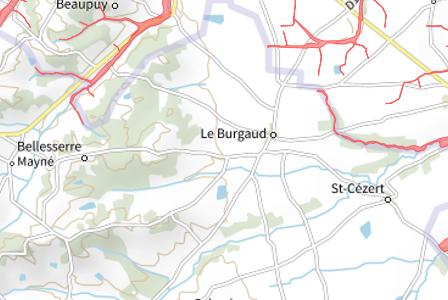 Beaupuy
Le Burgaud
Bellesserre
Mayné
St-Cézert